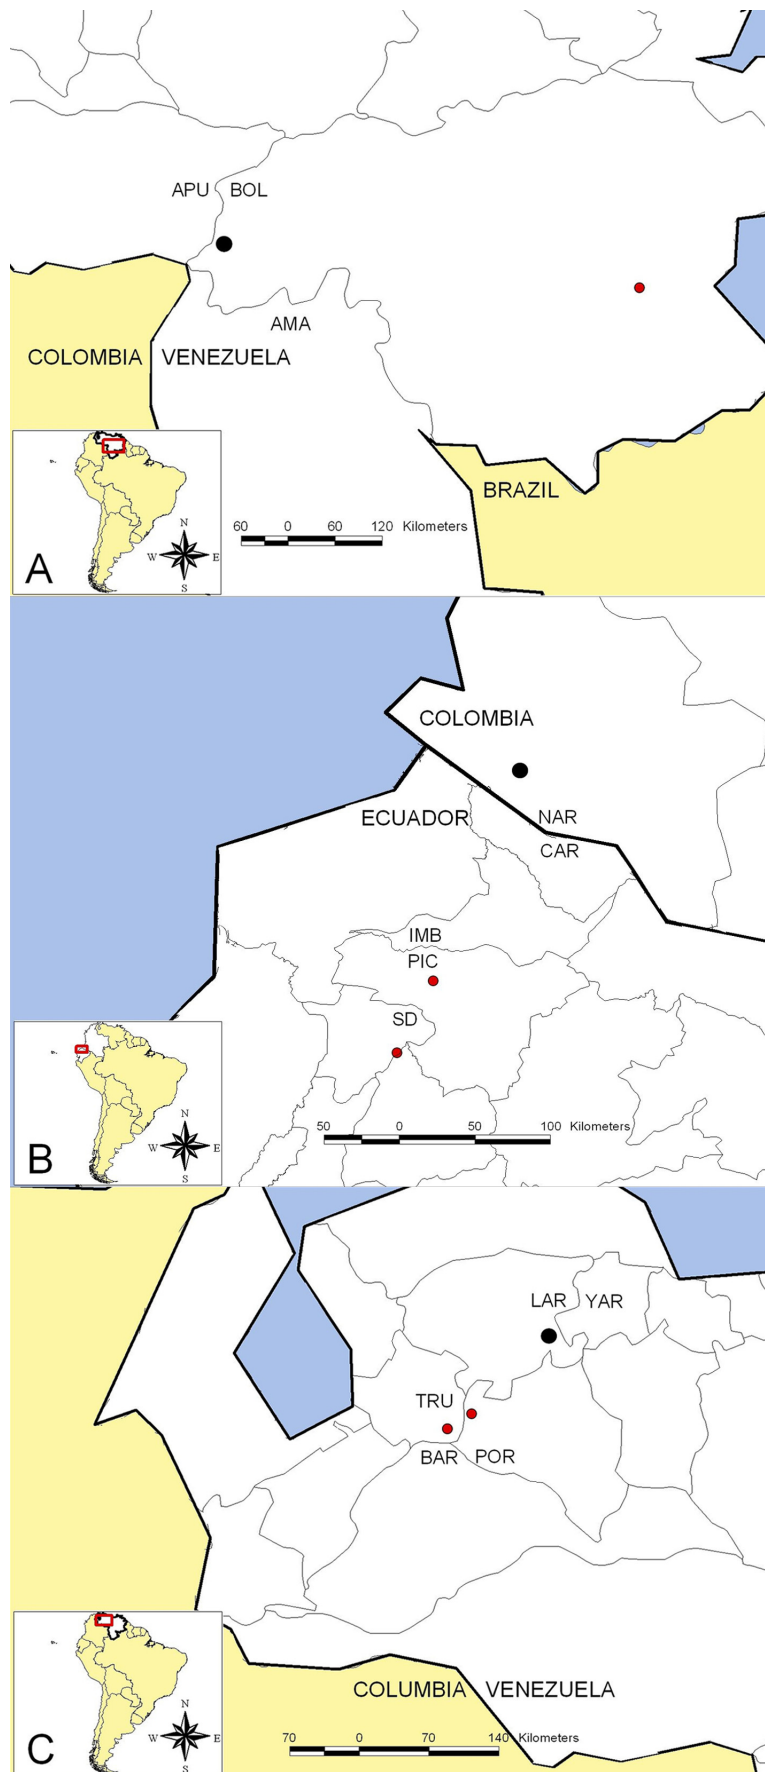 APU BOL
AMA
COLOMBIA VENEZUELA
BRAZIL
N
W E
S
60 0 60 120 Kilometers
A
COLOMBIA
ECUADOR
NAR
CAR
IMB
PIC
SD
N
W E
S
50 0 50 100 Kilometers
B
LAR YAR
TRU
BAR POR
N
W E
S
COLUMBIA VENEZUELA
70 0 70 140 Kilometers
C